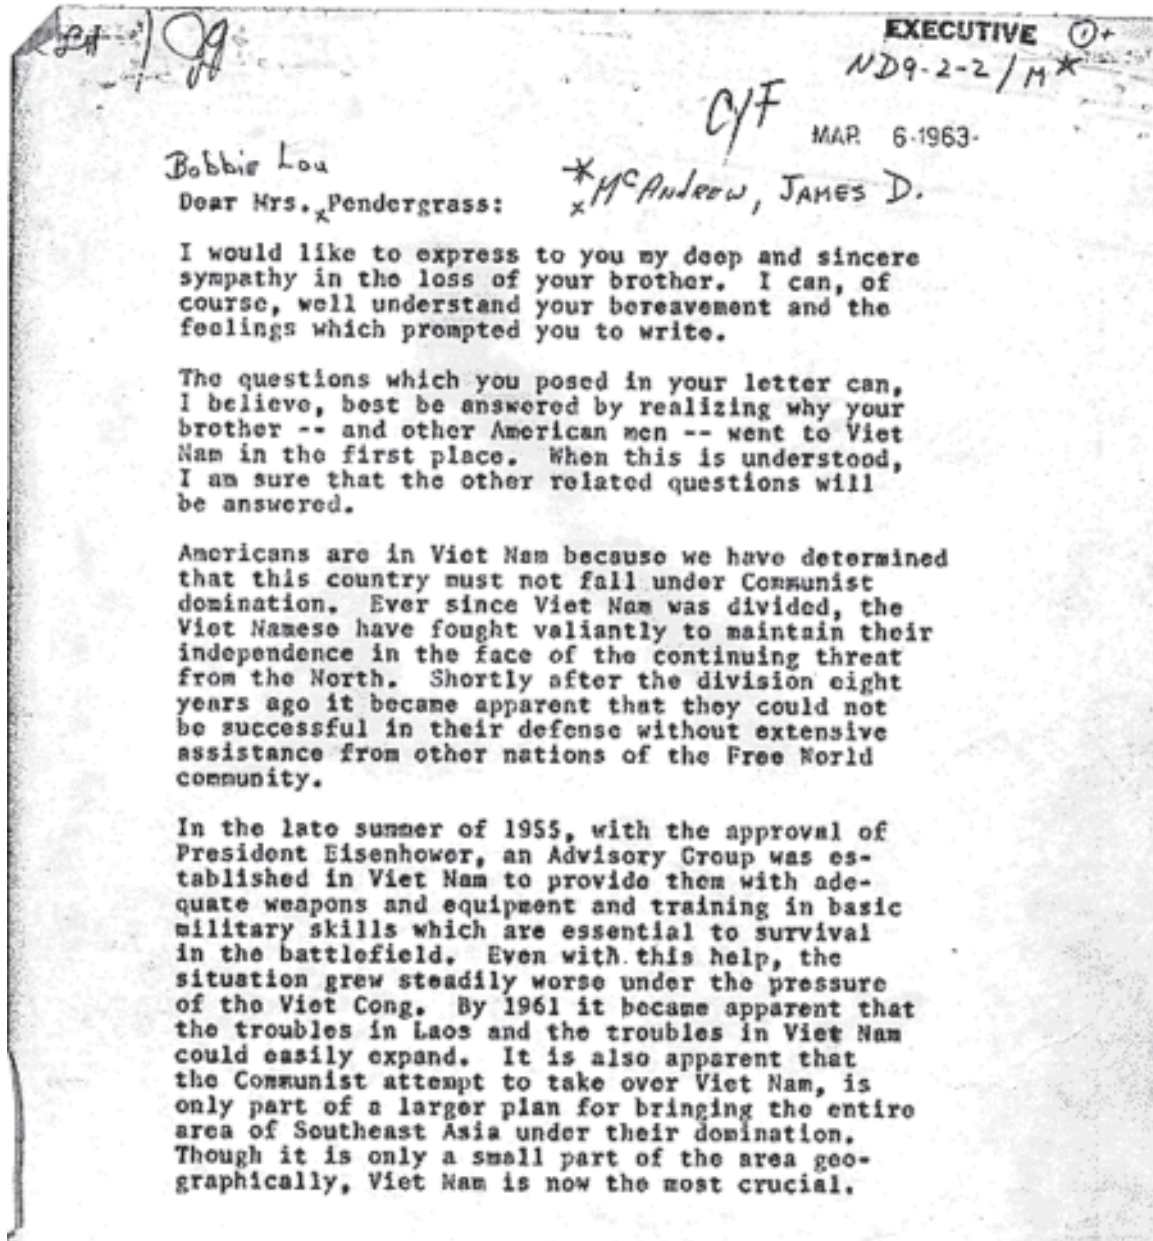 EXECUTIVE
ND9-2-2/M*
C/F
MAR. 6-1963-
Bobbie Lou
*McAndrew, James D.
Dear Mrs. Pendergrass:
x
x
I would like to express to you my deep and sincere
sympathy in the loss of your brother. I can, of
course, well understand your bereavement and the
feelings which prompted you to write.
The questions which you posed in your letter can,
I believe, best be answered by realizing why your
brother -- and other American men -- went to Viet
Nam in the first place. When this is understood,
I am sure that the other related questions will
be answered.
Americans are in Viet Nam because we have determined
that this country must not fall under Communist
domination. Ever since Viet Nam was divided, the
Viet Namese have fought valiantly to maintain their
independence in the face of the continuing threat
from the North. Shortly after the division eight
years ago it became apparent that they could not
be successful in their defense without extensive
assistance from other nations of the Free World
community.
In the late summer of 1955, with the approval of
President Eisenhower, an Advisory Group was es-
tablished in Viet Nam to provide them with ade-
quate weapons and equipment and training in basic
military skills which are essential to survival
in the battlefield. Even with this help, the
situation grew steadily worse under the pressure
of the Viet Cong. By 1961 it became apparent that
the troubles in Laos and the troubles in Viet Nam
could easily expand. It is also apparent that
the Communist attempt to take over Viet Nam, is
only part of a larger plan for bringing the entire
area of Southeast Asia under their domination.
Though it is only a small part of the area geo-
graphically, Viet Nam is now the most crucial.